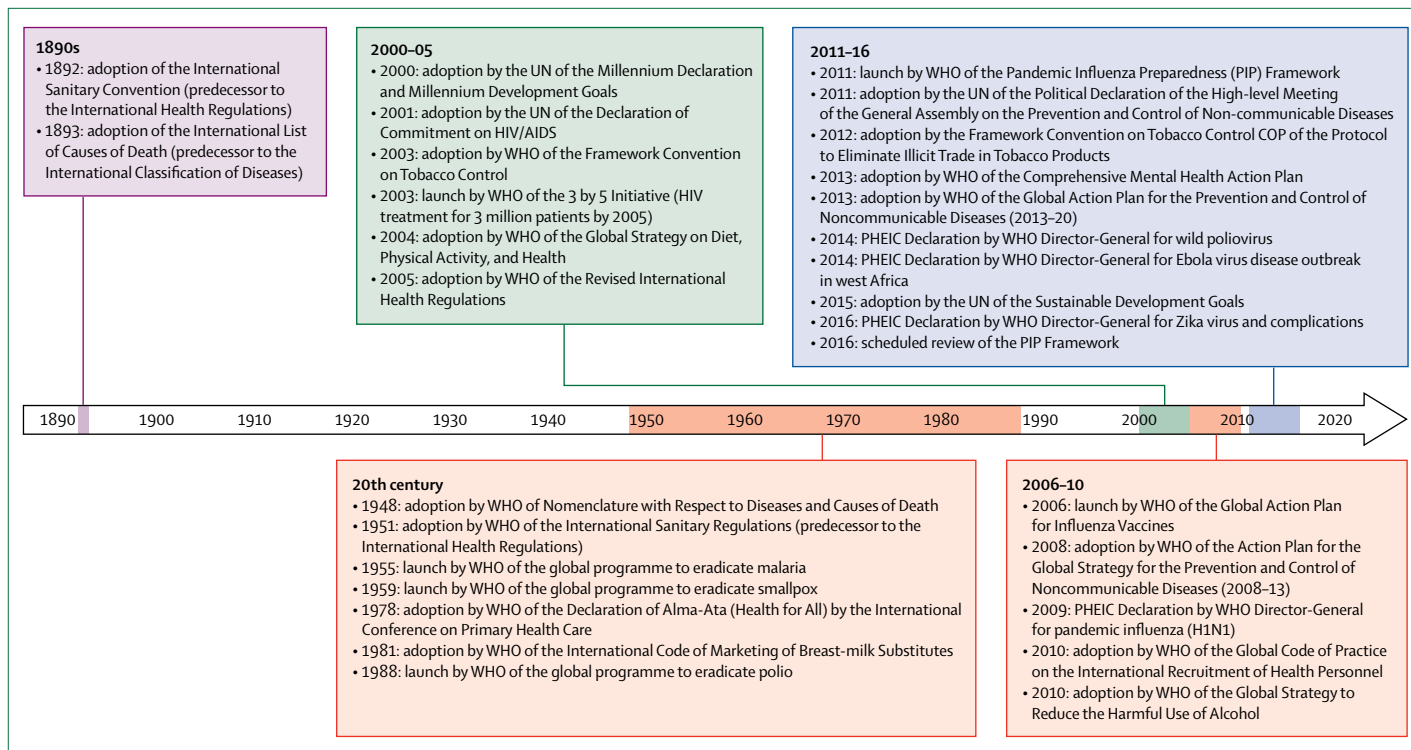 1890s
• 1892: adoption of the International
Sanitary Convention (predecessor to
the International Health Regulations)
• 1893: adoption of the International List
of Causes of Death (predecessor to the
International Classification of Diseases)
2000–05
• 2000: adoption by the UN of the Millennium Declaration
and Millennium Development Goals
• 2001: adoption by the UN of the Declaration of
Commitment on HIV/AIDS
• 2003: adoption by WHO of the Framework Convention
on Tobacco Control
• 2003: launch by WHO of the 3 by 5 Initiative (HIV
treatment for 3 million patients by 2005)
• 2004: adoption by WHO of the Global Strategy on Diet,
Physical Activity, and Health
• 2005: adoption by WHO of the Revised International
Health Regulations
2011–16
• 2011: launch by WHO of the Pandemic Influenza Preparedness (PIP) Framework
• 2011: adoption by the UN of the Political Declaration of the High-level Meeting
of the General Assembly on the Prevention and Control of Non-communicable Diseases
• 2012: adoption by the Framework Convention on Tobacco Control COP of the Protocol
to Eliminate Illicit Trade in Tobacco Products
• 2013: adoption by WHO of the Comprehensive Mental Health Action Plan
• 2013: adoption by WHO of the Global Action Plan for the Prevention and Control of
Noncommunicable Diseases (2013–20)
• 2014: PHEIC Declaration by WHO Director-General for wild poliovirus
• 2014: PHEIC Declaration by WHO Director-General for Ebola virus disease outbreak
in west Africa
• 2015: adoption by the UN of the Sustainable Development Goals
• 2016: PHEIC Declaration by WHO Director-General for Zika virus and complications
• 2016: scheduled review of the PIP Framework
1890 1900 1910 1920 1930 1940 1950 1960 1970 1980 1990 2000 2010 2020
20th century
• 1948: adoption by WHO of Nomenclature with Respect to Diseases and Causes of Death
• 1951: adoption by WHO of the International Sanitary Regulations (predecessor to the
International Health Regulations)
• 1955: launch by WHO of the global programme to eradicate malaria
• 1959: launch by WHO of the global programme to eradicate smallpox
• 1978: adoption by WHO of the Declaration of Alma-Ata (Health for All) by the International
Conference on Primary Health Care
• 1981: adoption by WHO of the International Code of Marketing of Breast-milk Substitutes
• 1988: launch by WHO of the global programme to eradicate polio
2006–10
• 2006: launch by WHO of the Global Action Plan
for Influenza Vaccines
• 2008: adoption by WHO of the Action Plan for the
Global Strategy for the Prevention and Control of
Noncommunicable Diseases (2008–13)
• 2009: PHEIC Declaration by WHO Director-General
for pandemic influenza (H1N1)
• 2010: adoption by WHO of the Global Code of Practice
on the International Recruitment of Health Personnel
• 2010: adoption by WHO of the Global Strategy to
Reduce the Harmful Use of Alcohol